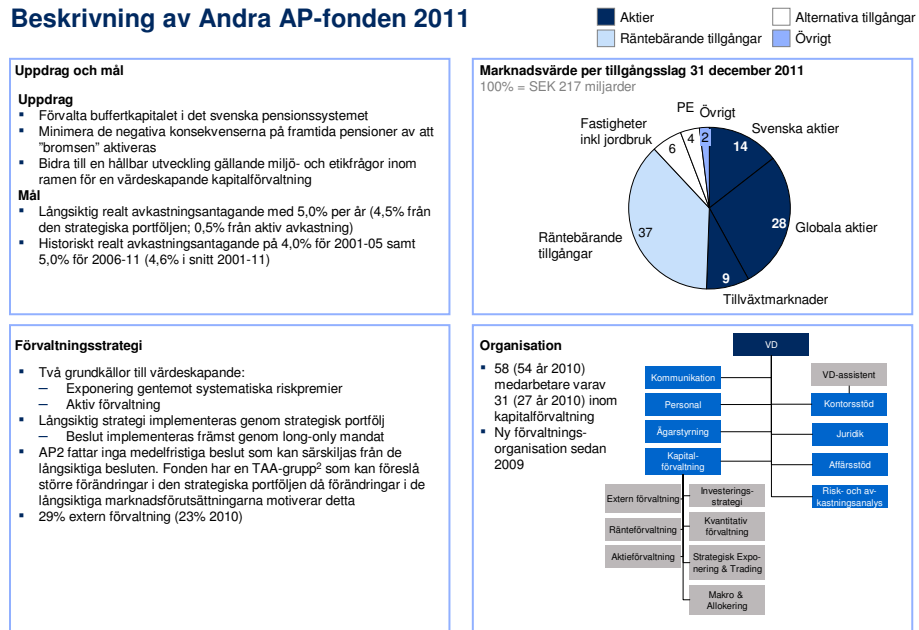 Beskrivning av Andra AP-fonden 2011
Aktier
Alternativa tillgångar
Räntebärande tillgångar
Övrigt
Uppdrag och mål
Uppdrag
▪ Förvalta buffertkapitalet i det svenska pensionssystemet
▪ Minimera de negativa konsekvenserna på framtida pensioner av att
”bromsen” aktiveras
▪ Bidra till en hållbar utveckling gällande miljö- och etikfrågor inom
ramen för en värdeskapande kapitalförvaltning
Mål
▪ Långsiktig realt avkastningsantagande med 5,0% per år (4,5% från
den strategiska portföljen; 0,5% från aktiv avkastning)
▪ Historiskt realt avkastningsantagande på 4,0% för 2001-05 samt
5,0% för 2006-11 (4,6% i snitt 2001-11)
Marknadsvärde per tillgångsslag 31 december 2011
100% = SEK 217 miljarder
PE
Övrigt
Fastigheter
inkl jordbruk
Svenska aktier
6
4
2
14
28
Globala aktier
37
Räntebärande
tillgångar
9
Tillväxtmarknader
Förvaltningsstrategi
▪ Två grundkällor till värdeskapande:
– Exponering gentemot systematiska riskpremier
– Aktiv förvaltning
▪ Långsiktig strategi implementeras genom strategisk portfölj
– Beslut implementeras främst genom long-only mandat
▪ AP2 fattar inga medelfristiga beslut som kan särskiljas från de
långsiktiga besluten. Fonden har en TAA-grupp² som kan föreslå
större förändringar i den strategiska portföljen då förändringar i de
långsiktiga marknadsförutsättningarna motiverar detta
▪ 29% extern förvaltning (23% 2010)
Organisation
▪ 58 (54 år 2010)
medarbetare varav
31 (27 år 2010) inom
kapitalförvaltning
▪ Ny förvaltnings-
organisation sedan
2009
VD
Kommunikation
VD-assistent
Personal
Kontorsstöd
Ägarstyrning
Juridik
Kapital-
förvaltning
Affärsstöd
Risk- och av-
kastningsanalys
Extern förvaltning
Investerings-
strategi
Ränteförvaltning
Kvantitativ
förvaltning
Aktieförvaltning
Strategisk Expo-
nering & Trading
Makro &
Allokering